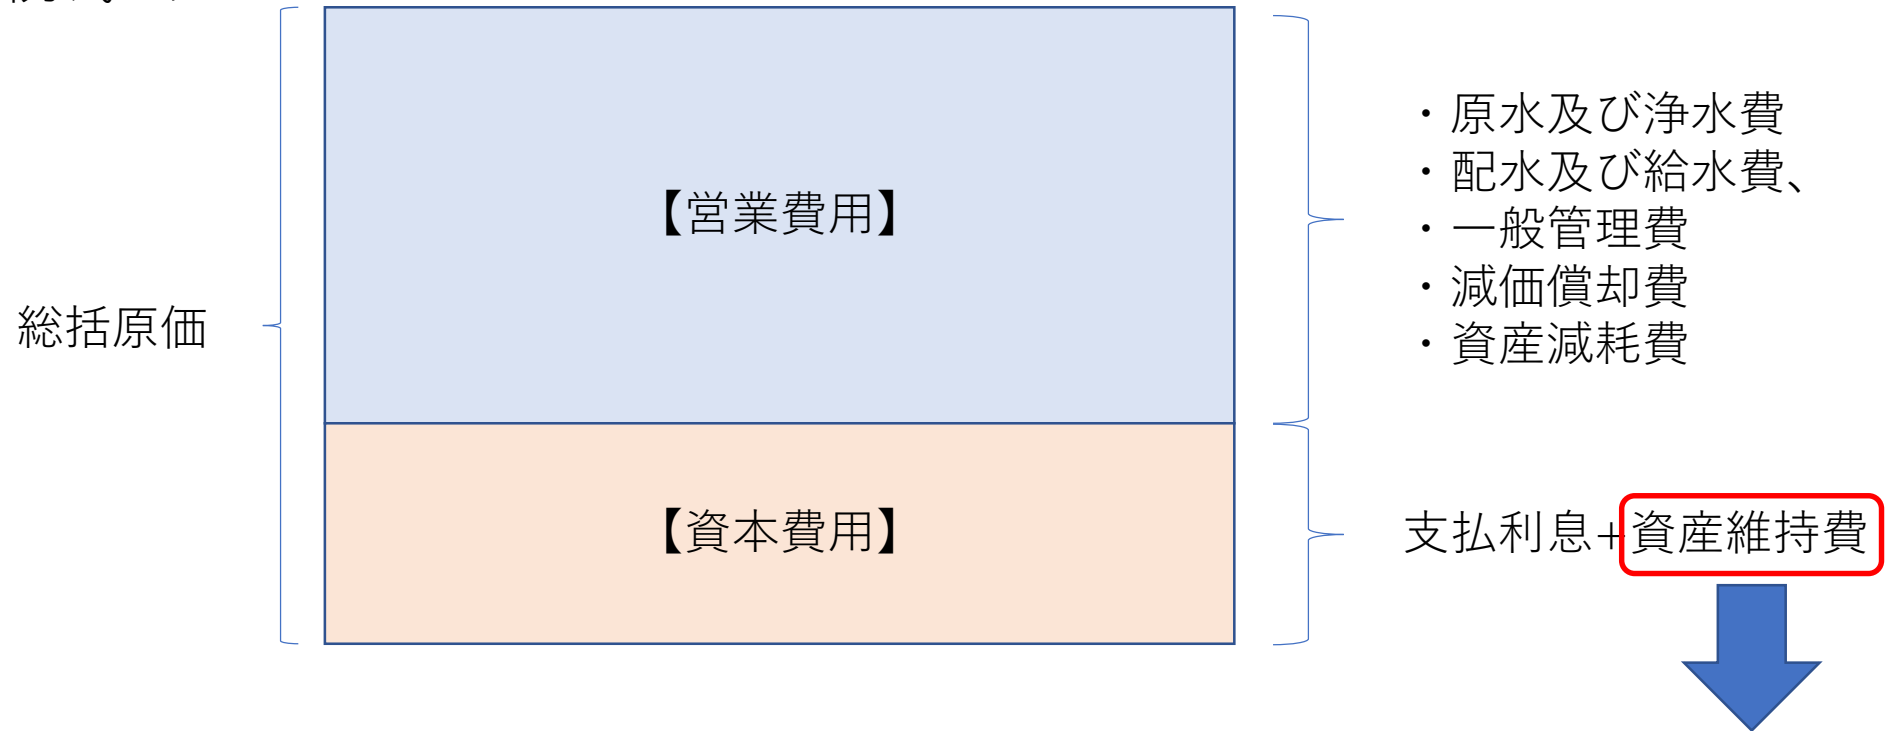 総括原価
【営業費用】
・原水及び浄水費
・配水及び給水費、
・一般管理費
・減価償却費
・資産減耗費
【資本費用】
支払利息+資産維持費